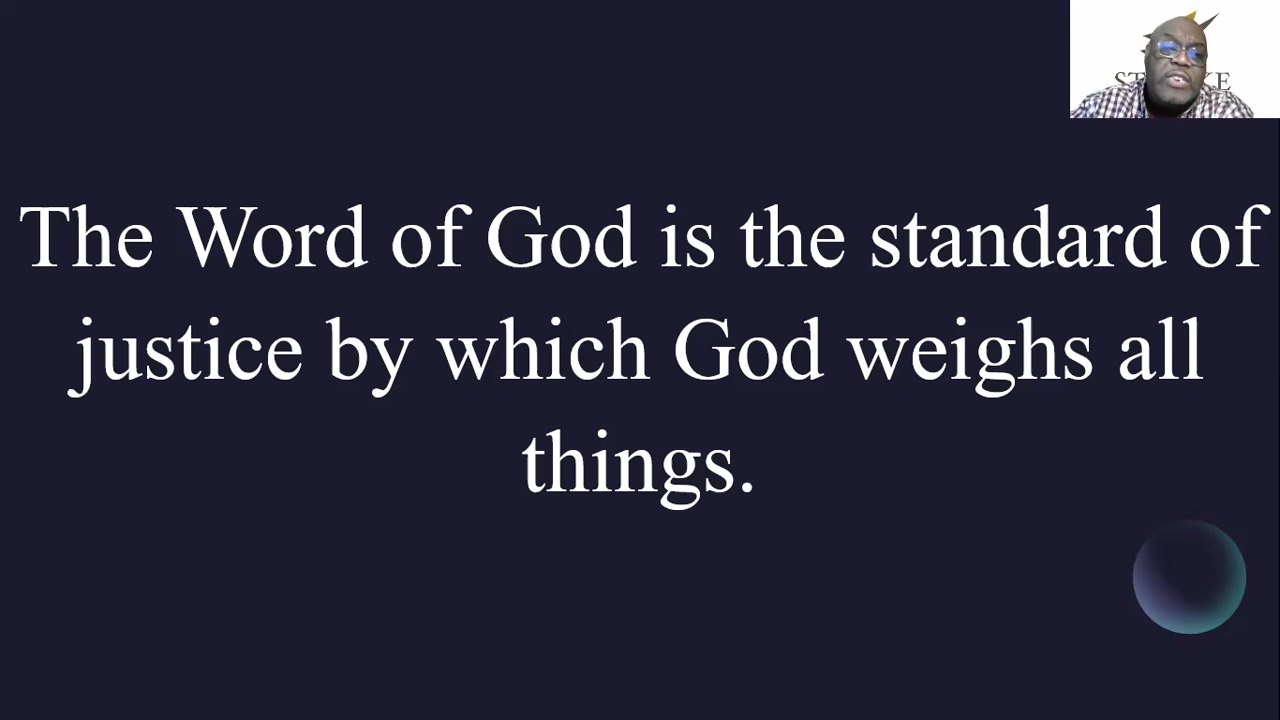 The Word of God is the standard of
justice by which God weighs all
things.